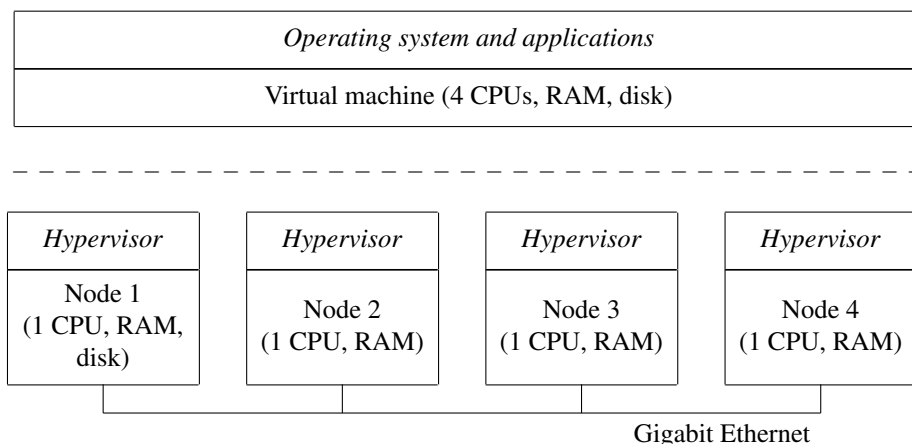 Operating system and applications
Virtual machine (4 CPUs, RAM, disk)
Hypervisor
Node 1
(1 CPU, RAM,
disk)
Hypervisor
Node 2
(1 CPU, RAM)
Hypervisor
Node 3
(1 CPU, RAM)
Hypervisor
Node 4
(1 CPU, RAM)
Gigabit Ethernet